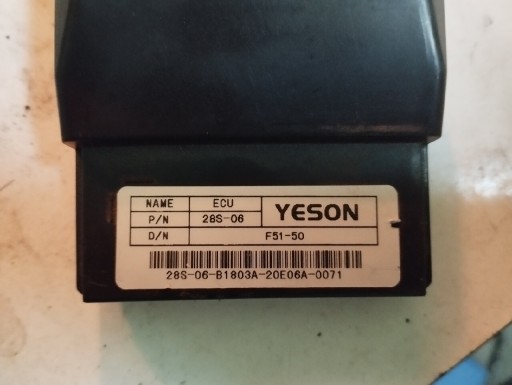 NAME ECU
P/N 28S-06 YESON
D/N F51-50
28S-06-B1803A-20E06A-0071